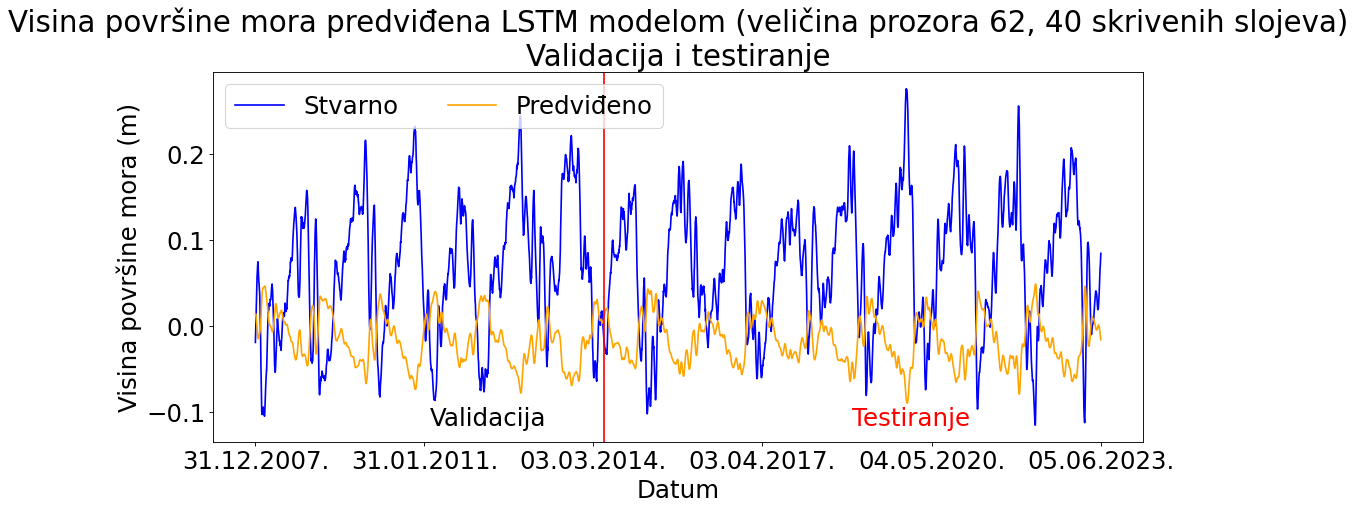 Visina površine mora predviđena LSTM modelom (veličina prozora 62, 40 skrivenih slojeva)
Validacija i testiranje
Stvarno
Predviđeno
Visina površine mora (m)
0.2
0.1
0.0
−0.1
Validacija
Testiranje
31.12.2007.
31.01.2011.
03.03.2014.
03.04.2017.
04.05.2020.
05.06.2023.
Datum